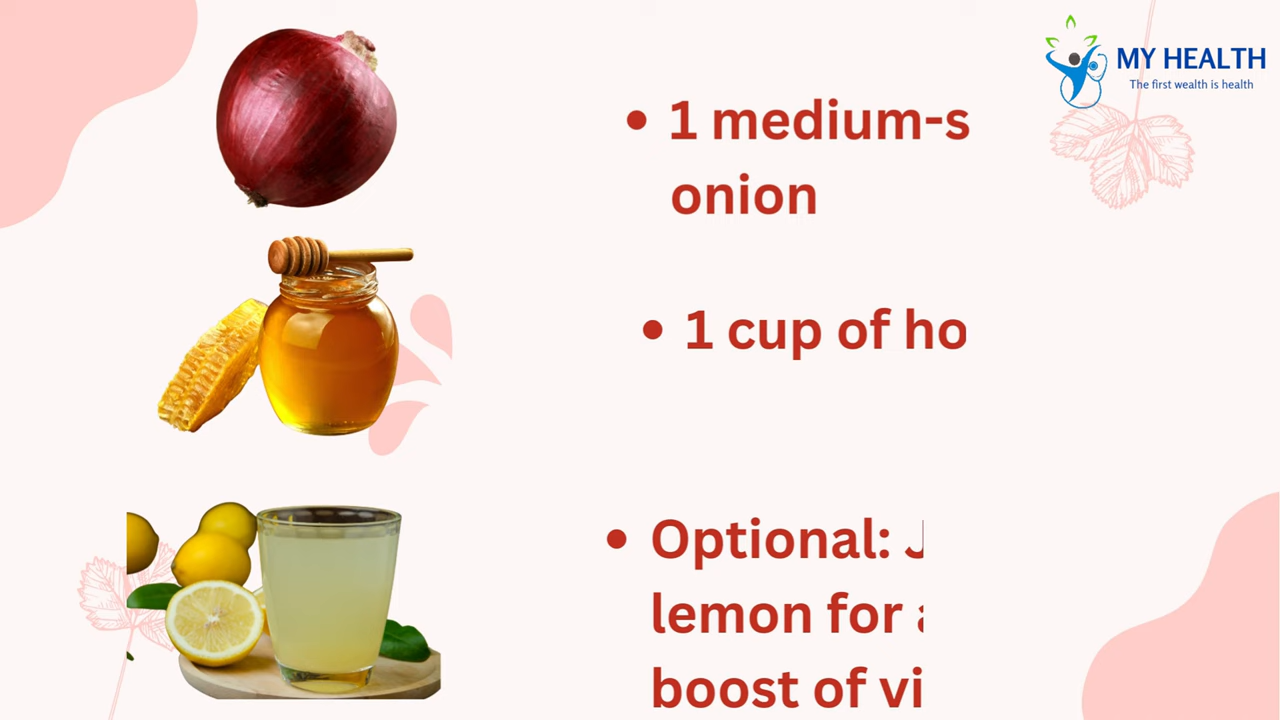 MY HEALTH
The first wealth is health
• 1 medium-s
onion
• 1 cup of ho
• Optional:
lemon for
boost of vi